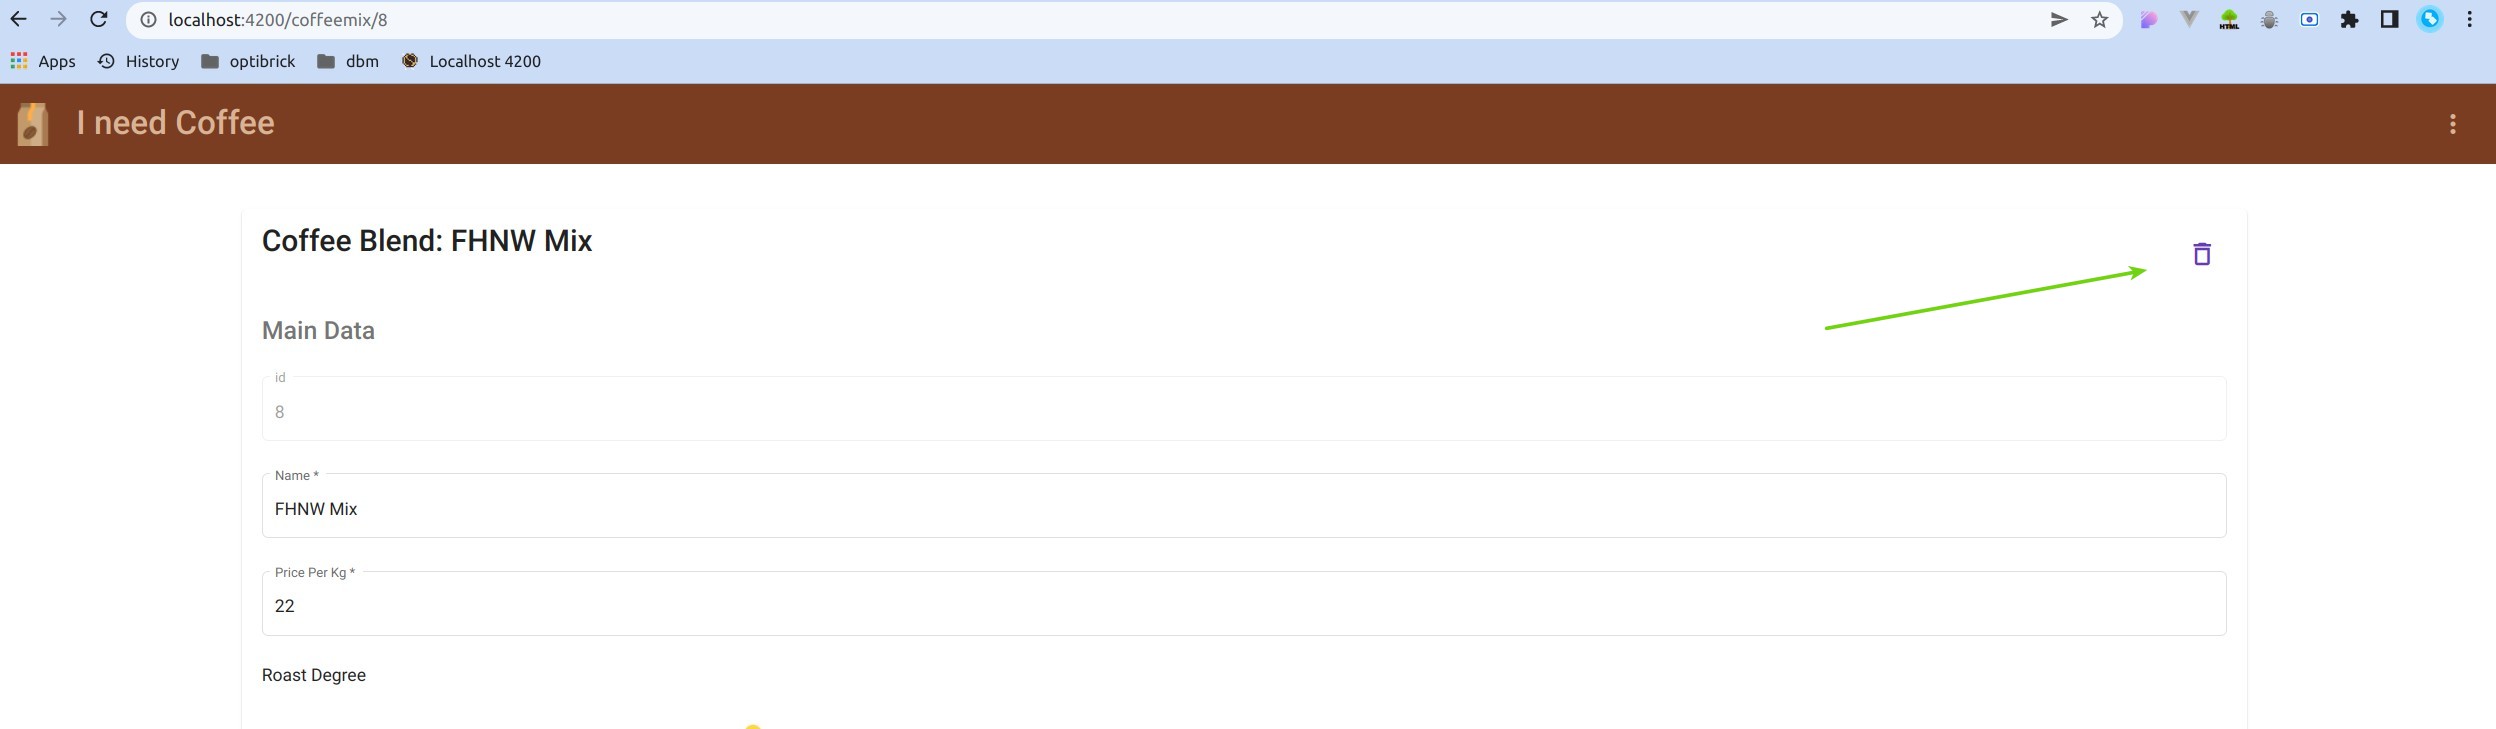 localhost:4200/coffeemix/8
HTML
Apps History optibrick dbm Localhost 4200
I need Coffee
Coffee Blend: FHNW Mix
Main Data
id
8
Name *
FHNW Mix
Price Per Kg *
22
Roast Degree